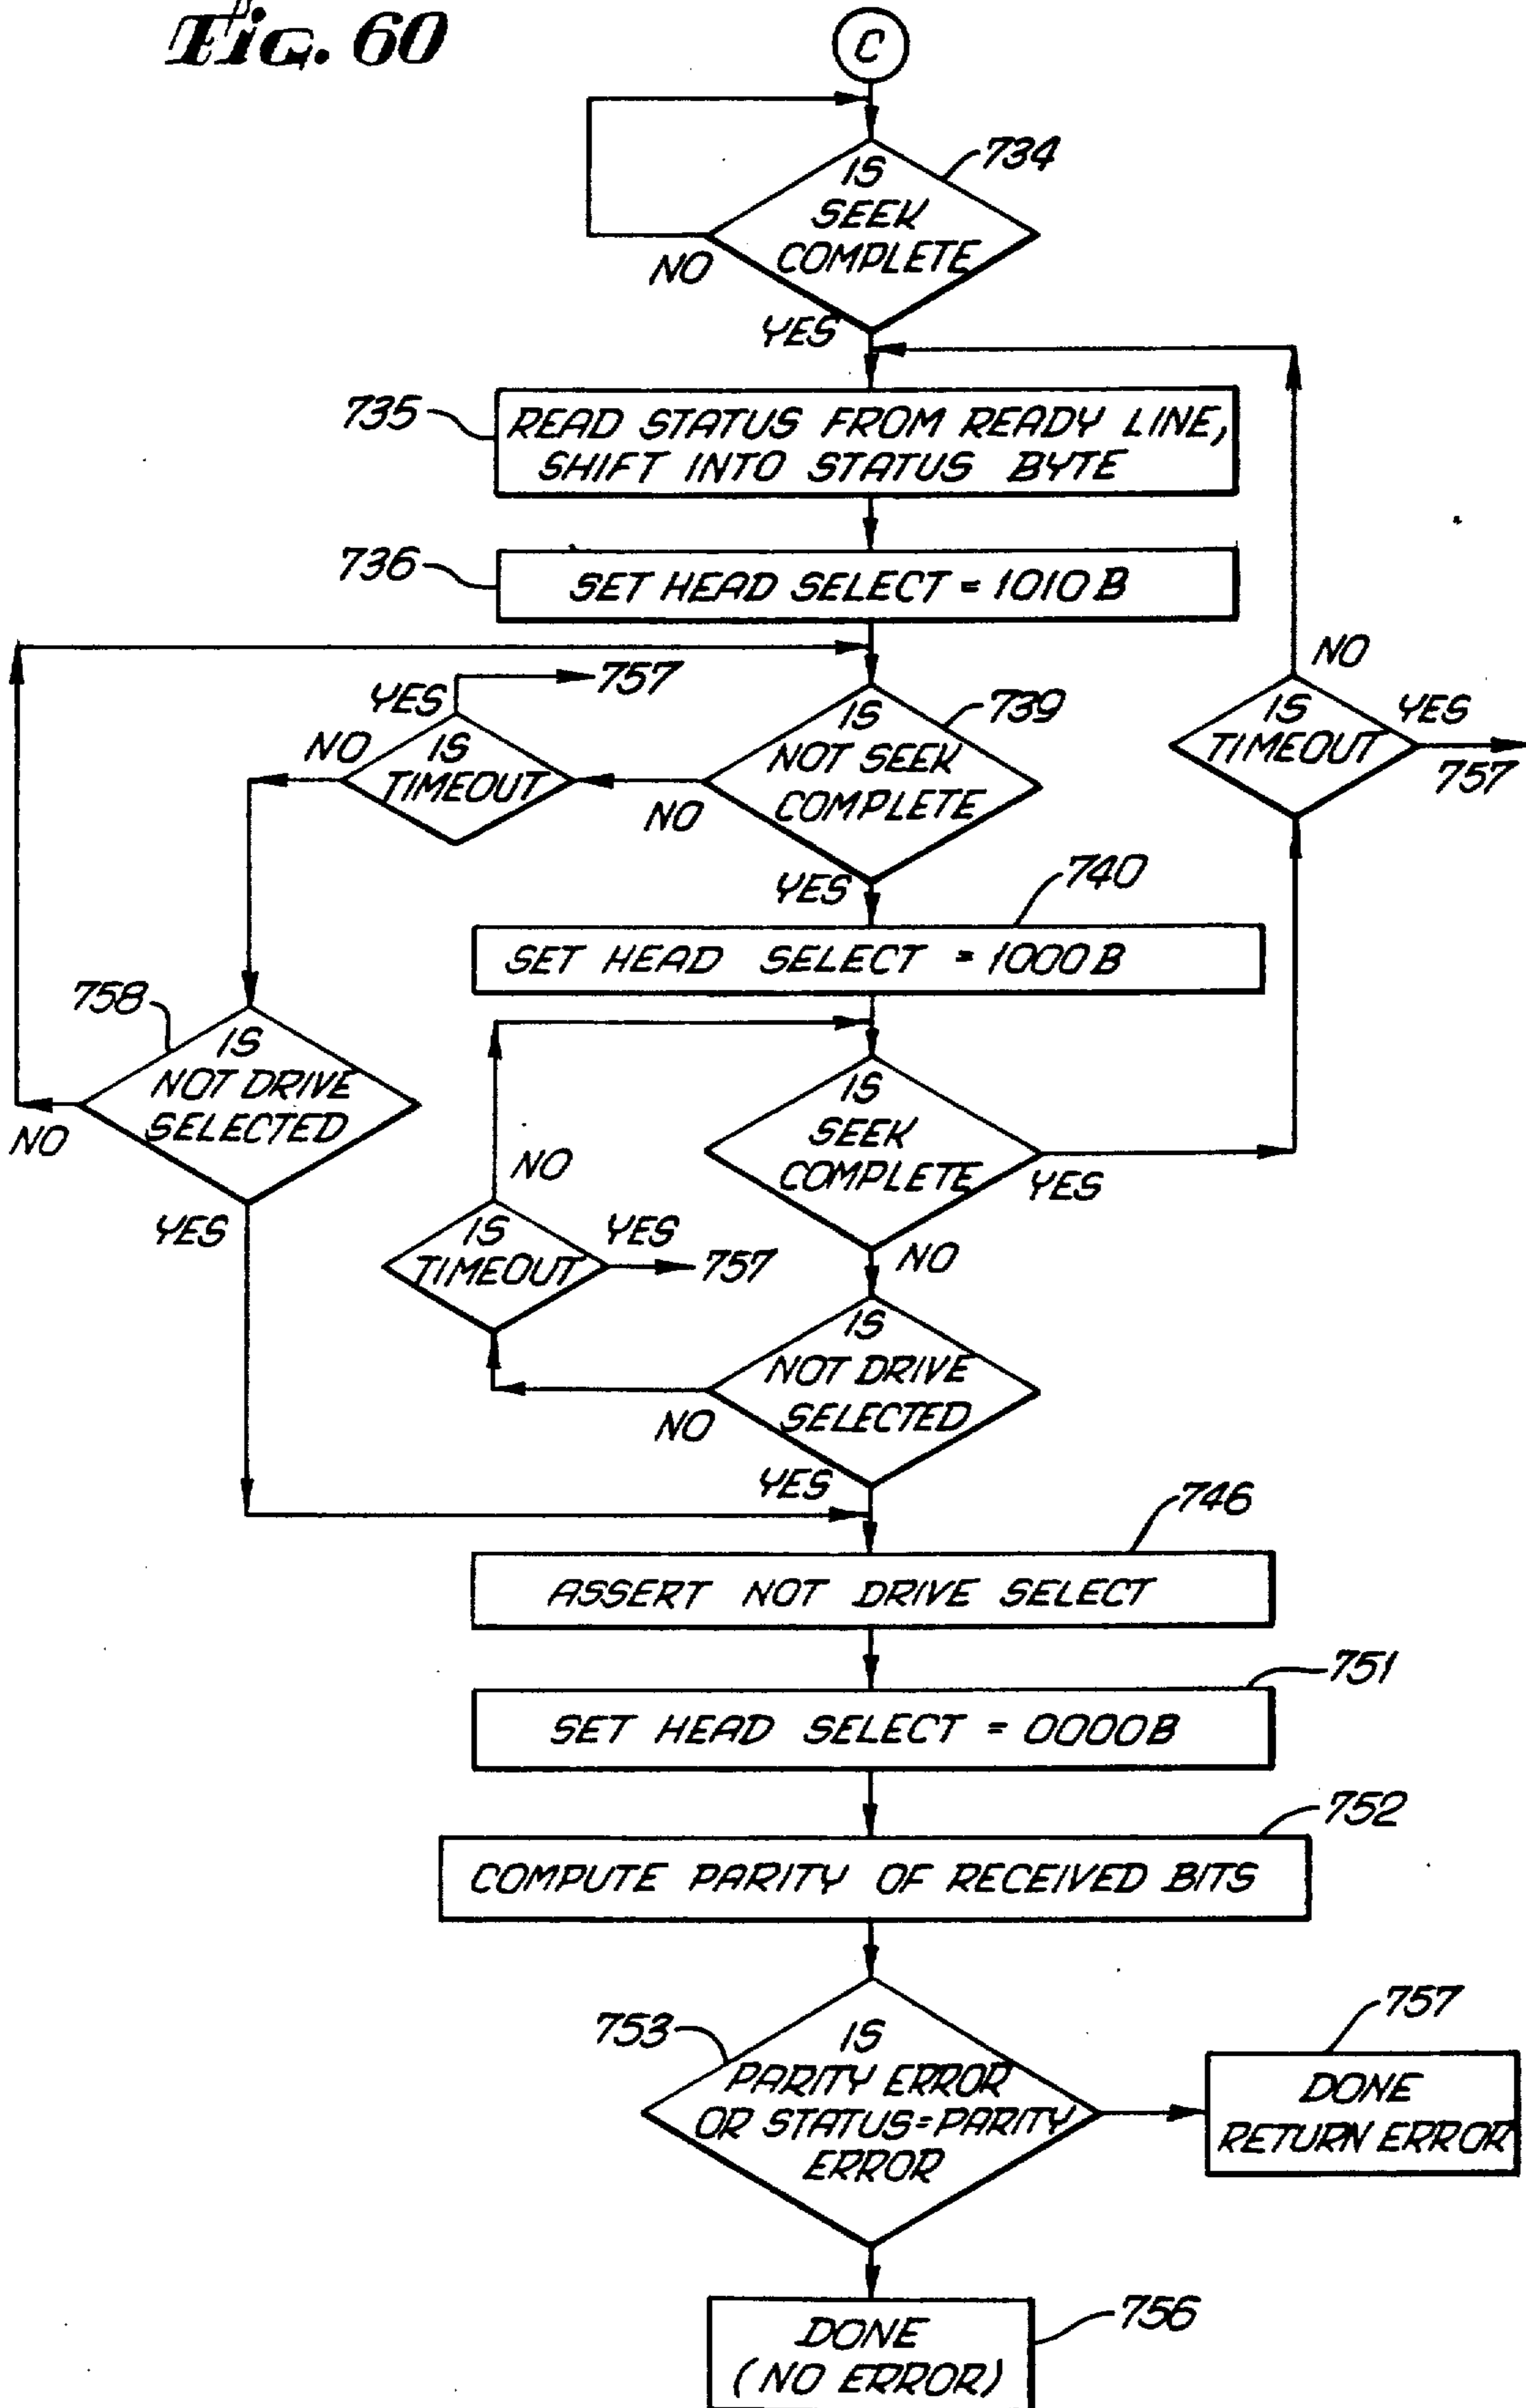 Fig. 60
C
IS
SEEK
COMPLETE
734
NO
YES
735
READ STATUS FROM READY LINE,
SHIFT INTO STATUS BYTE
736
SET HEAD SELECT = 1010B
NO
IS
TIMEOUT
YES
757
YES
757
IS
TIMEOUT
NO
IS
NOT SEEK
COMPLETE
739
NO
YES
740
SET HEAD SELECT = 1000B
758
IS
NOT DRIVE
SELECTED
NO
YES
IS
SEEK
COMPLETE
YES
NO
NO
IS
TIMEOUT
YES
757
IS
NOT DRIVE
SELECTED
NO
YES
746
ASSERT NOT DRIVE SELECT
751
SET HEAD SELECT = 0000B
752
COMPUTE PARITY OF RECEIVED BITS
753
IS
PARITY ERROR
OR STATUS=PARITY
ERROR
757
DONE
RETURN ERROR
756
DONE
(NO ERROR)